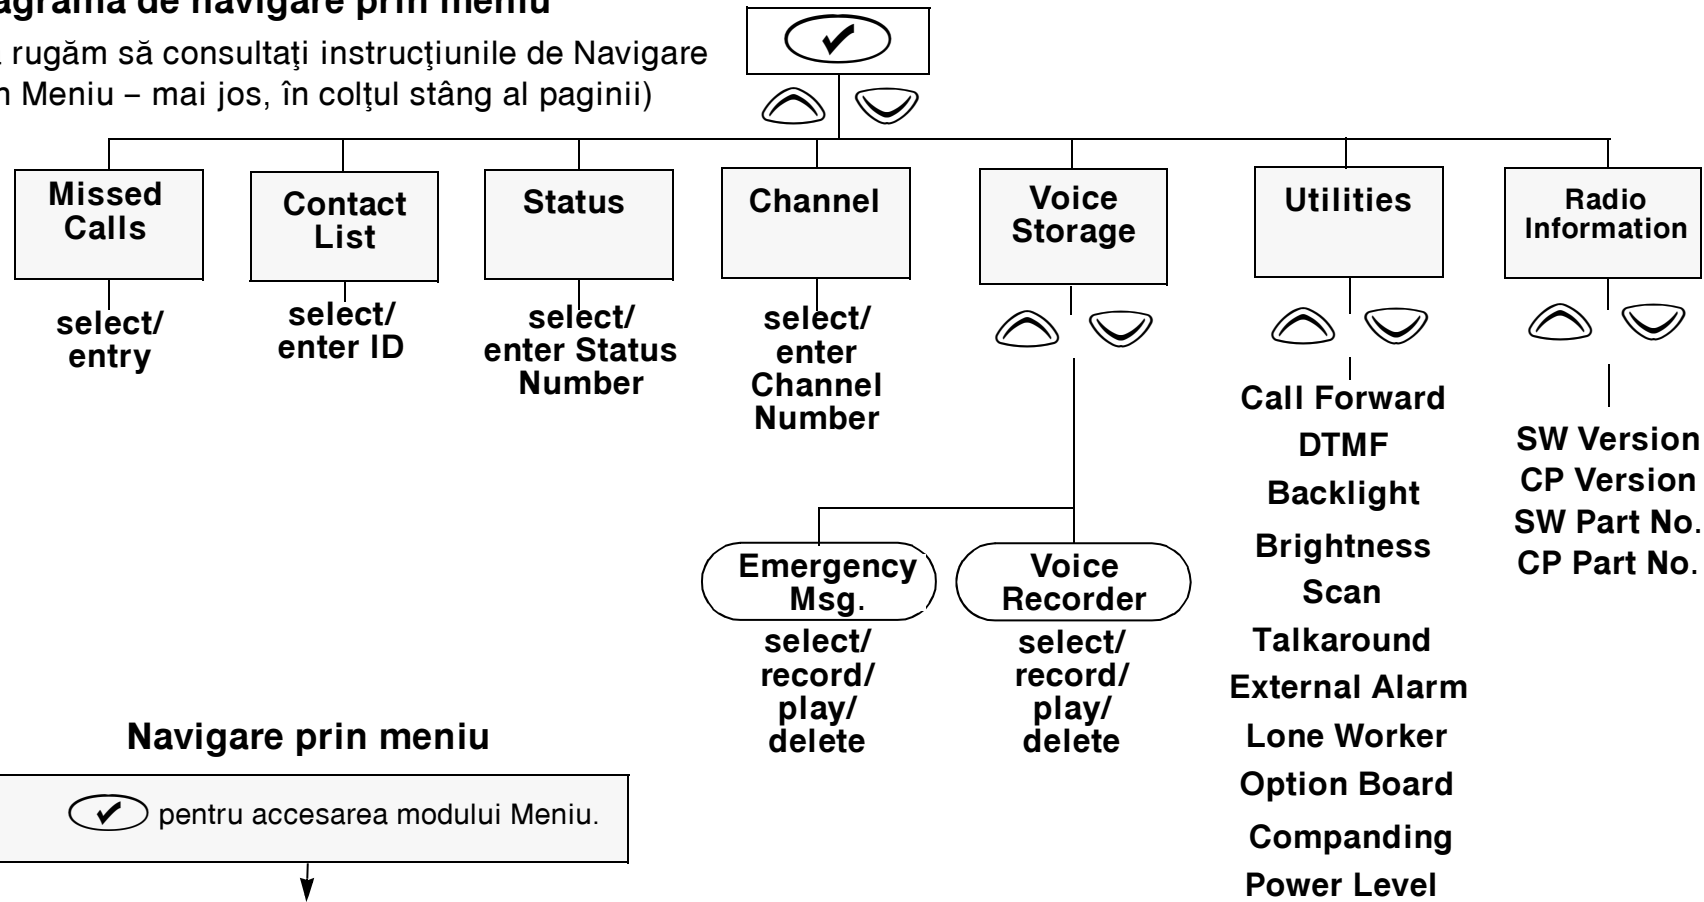 de navigare prin meniu
rugăm să consultaţi instrucţiunile de Navigare
Meniu – mai jos, în colţul stâng al paginii)
Missed
Calls
select/
entry
Contact
List
select/
enter ID
Status
select/
enter Status
Number
Channel
select/
enter
Channel
Number
Voice
Storage
Emergency
Msg.
select/
record/
play/
delete
Voice
Recorder
select/
record/
play/
delete
Utilities
Call Forward
DTMF
Backlight
Brightness
Scan
Talkaround
External Alarm
Lone Worker
Option Board
Companding
Power Level
Radio
Information
SW Version
CP Version
SW Part No.
CP Part No.
Navigare prin meniu
pentru accesarea modului Meniu.